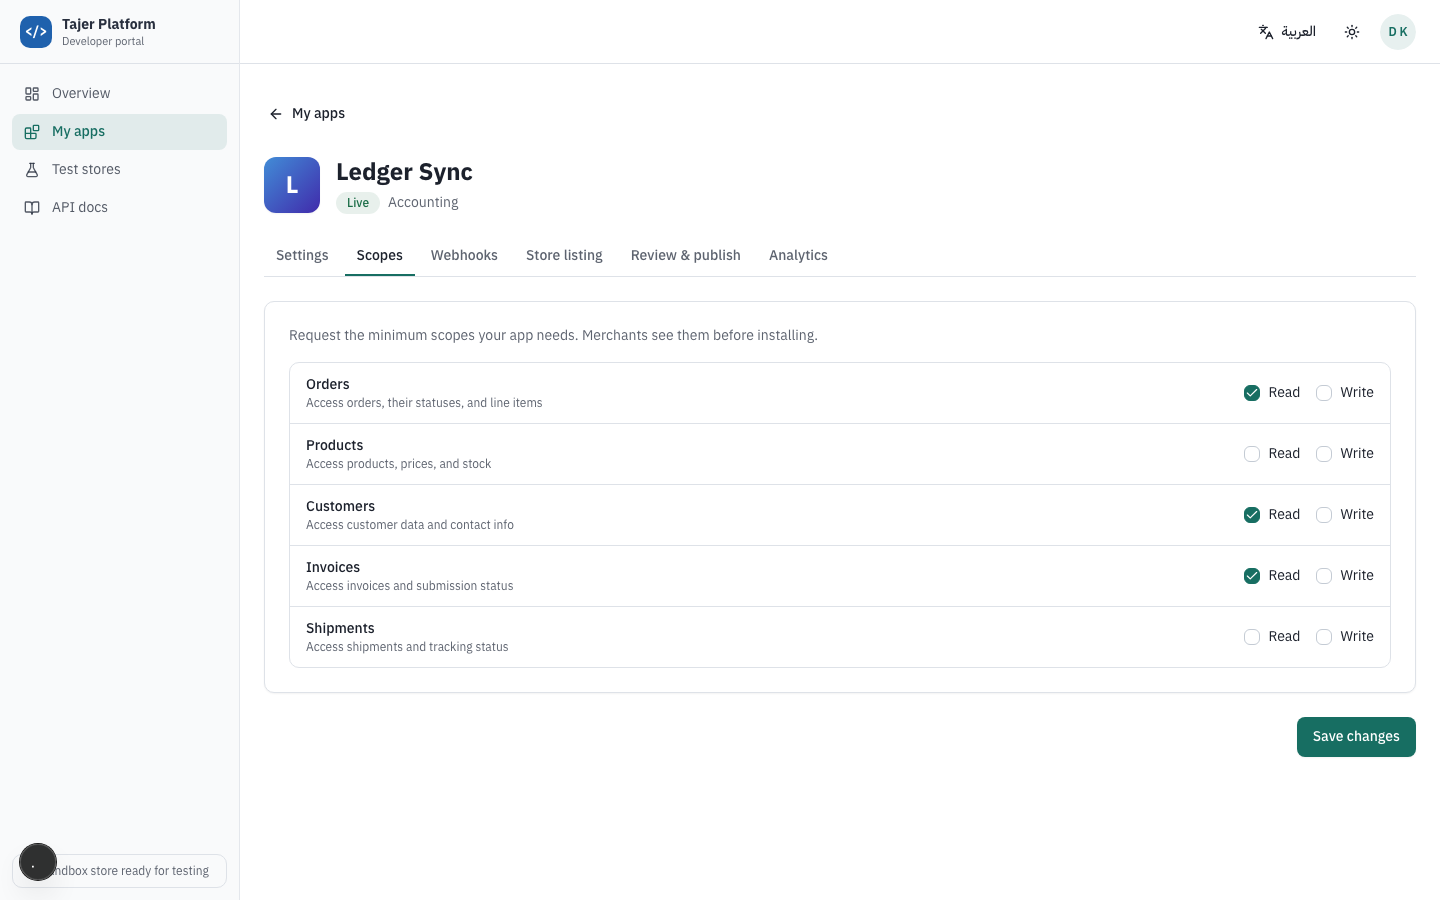 Tajer Platform
Developer portal
العربية
DK
Overview
My apps
Test stores
API docs
My apps
L
Ledger Sync
Live
Accounting
Settings
Scopes
Webhooks
Store listing
Review & publish
Analytics
Request the minimum scopes your app needs. Merchants see them before installing.
Orders
Access orders, their statuses, and line items
Read
Write
Products
Access products, prices, and stock
Read
Write
Customers
Access customer data and contact info
Read
Write
Invoices
Access invoices and submission status
Read
Write
Shipments
Access shipments and tracking status
Read
Write
Save changes
store ready for testing